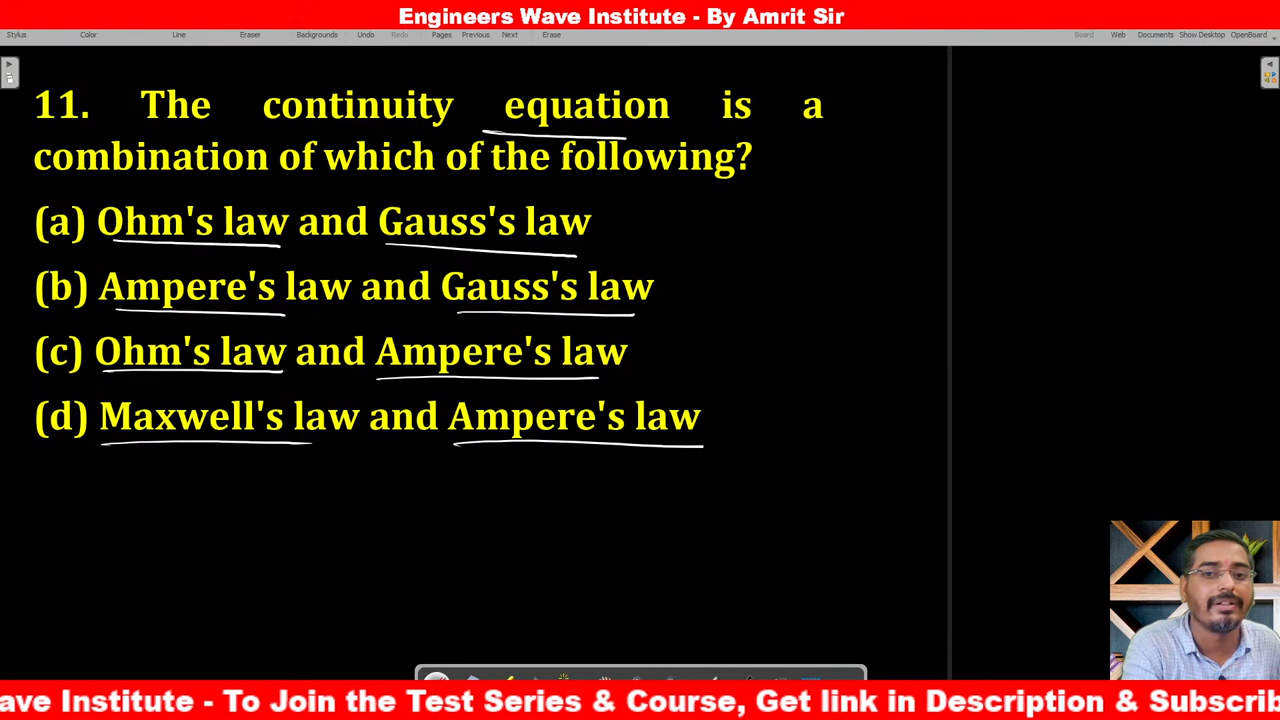 Engineers Wave Institute - By Amrit Sir
Stylus Color Line Eraser Backgrounds Undo Redo Pages Previous Next Erase Board Web Documents Show Desktop OpenBoard
11. The continuity equation is a
combination of which of the following?
(a) Ohm's law and Gauss's law
(b) Ampere's law and Gauss's law
(c) Ohm's law and Ampere's law
(d) Maxwell's law and Ampere's law
ave Institute - To Join the Test Series & Course, Get link in Description & Subscrib